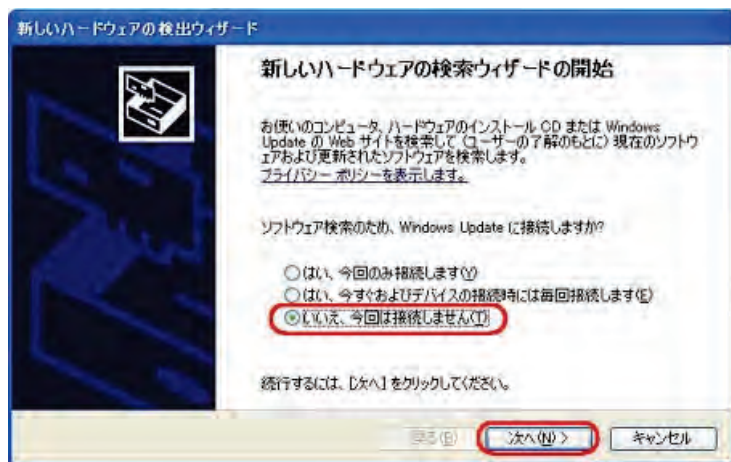 新しいハードウェアの検出ウィザード
新しいハードウェアの検索ウィザードの開始
お使いのコンピュータ、ハードウェアのインストール CD または Windows
Update の Web サイトを検索して (ユーザーの了解のもとに) 現在のソフトウ
ェアおよび更新されたソフトウェアを検索します。
プライバシー ポリシーを表示します。
ソフトウェア検索のため、Windows Update に接続しますか?
はい、今回のみ接続します(Y)
はい、今すぐおよびデバイスの接続時には毎回接続します(E)
いいえ、今回は接続しません(T)
続行するには、[次へ] をクリックしてください。
戻る(B) 次へ(N) > キャンセル